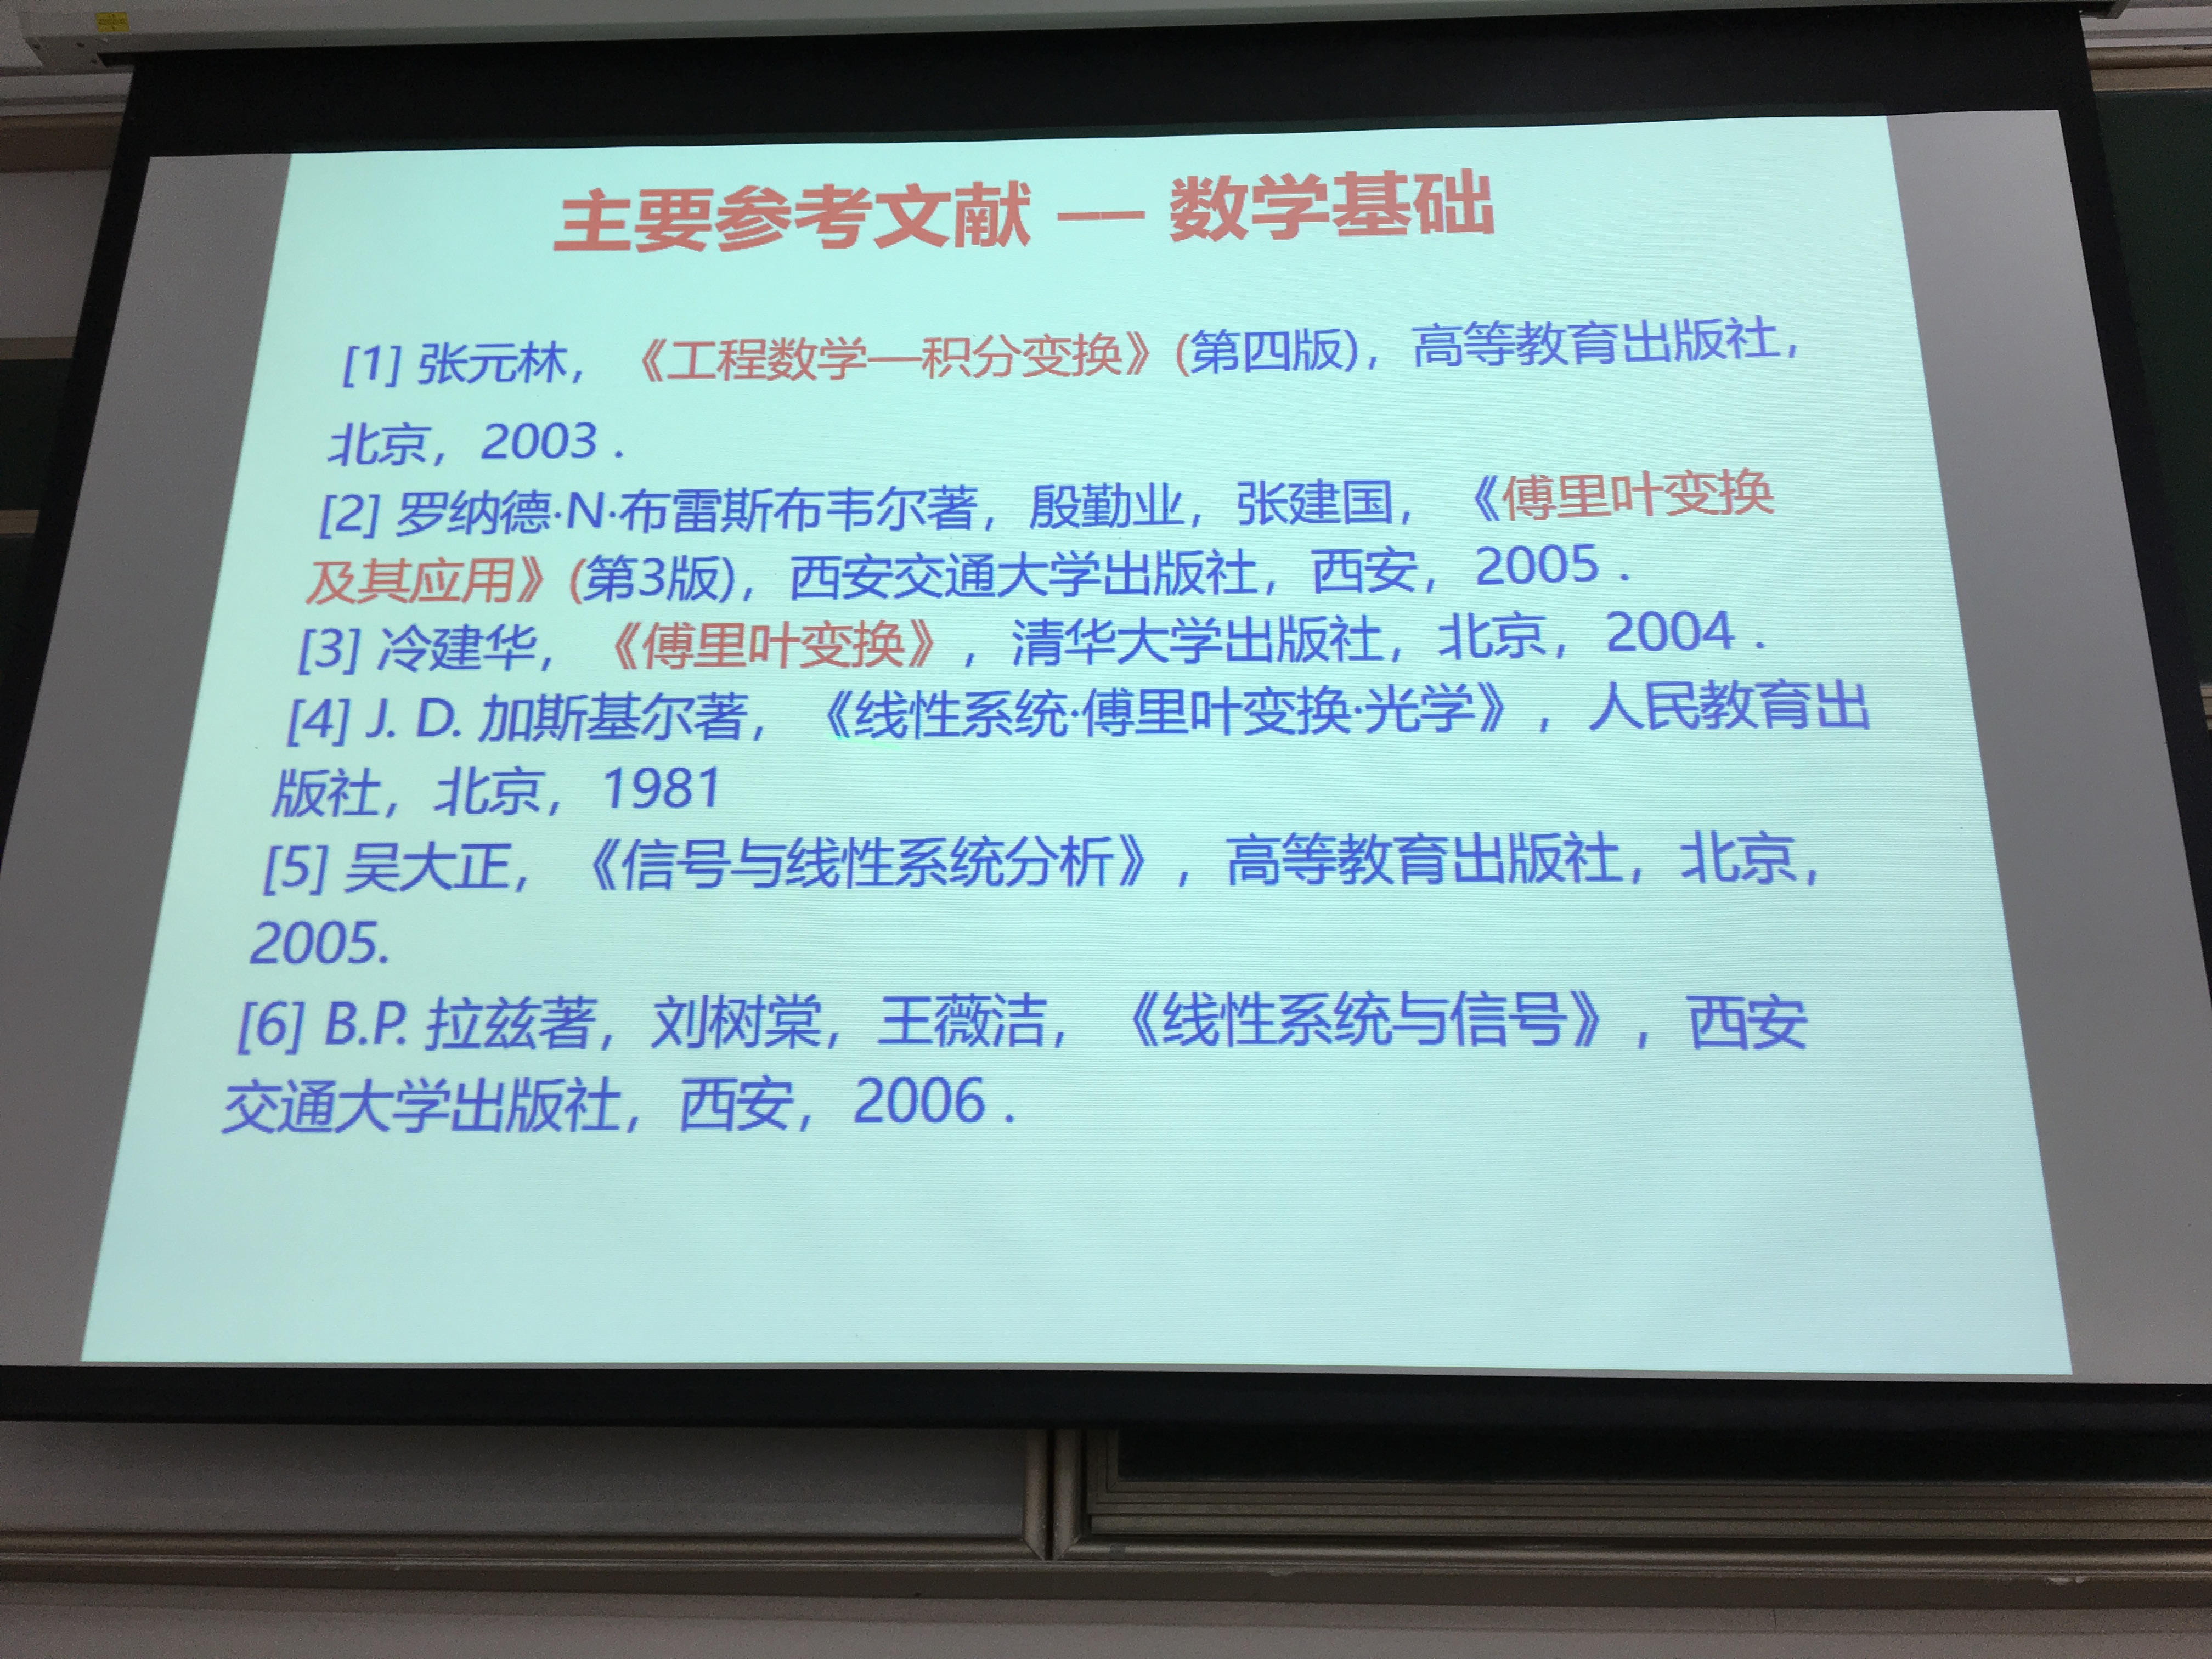 主要参考文献 — 数学基础
[1] 张元林，《工程数学—积分变换》(第四版)，高等教育出版社，
北京，2003 .
[2] 罗纳德·N·布雷斯布韦尔著，殷勤业，张建国，《傅里叶变换
及其应用》(第3版)，西安交通大学出版社，西安，2005 .
[3] 冷建华，《傅里叶变换》，清华大学出版社，北京，2004 .
[4] J. D. 加斯基尔著，《线性系统·傅里叶变换·光学》，人民教育出
版社，北京，1981
[5] 吴大正，《信号与线性系统分析》，高等教育出版社，北京，
2005.
[6] B.P. 拉兹著，刘树棠，王薇洁，《线性系统与信号》，西安
交通大学出版社，西安，2006 .